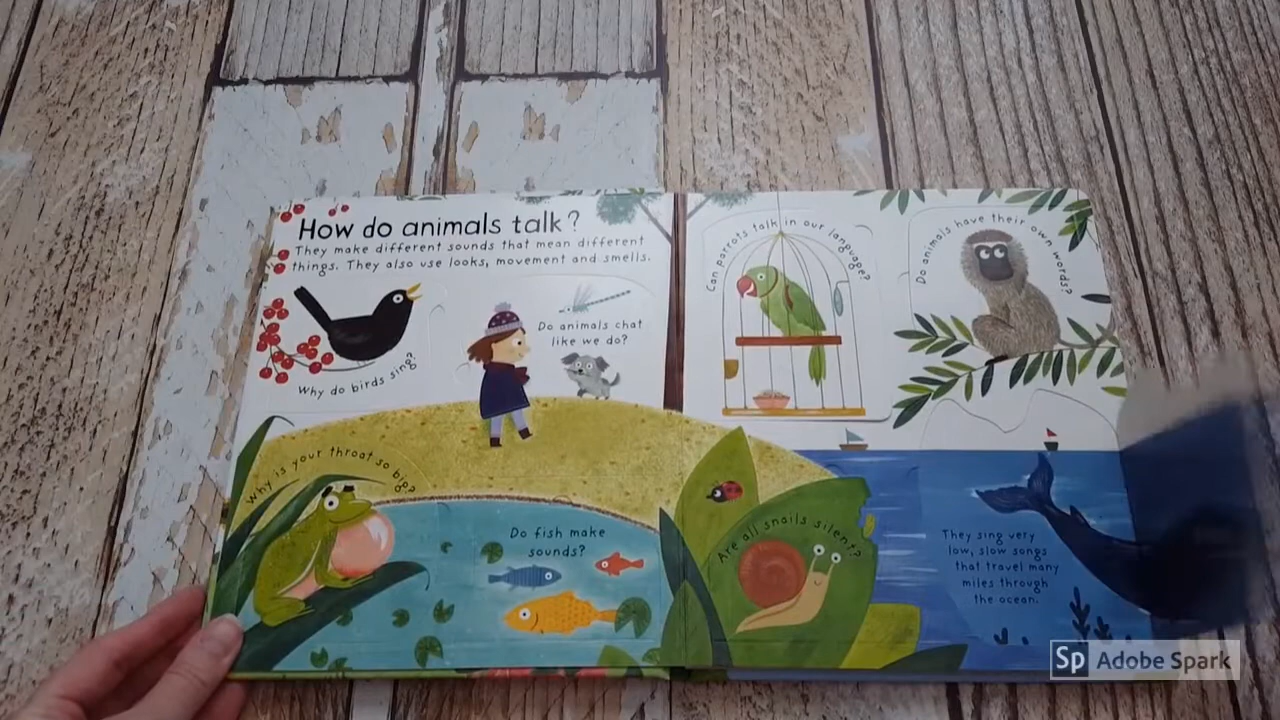 How do animals talk?
They make different sounds that mean different
things. They also use looks, movement and smells.
Why do birds sing?
Do animals chat
like we do?
Why is your throat so big?
Do fish make
sounds?
Can parrots talk in our language?
Do animals have their own words?
Are all snails silent?
They sing very
low, slow songs
that travel many
miles through
the ocean.
Sp Adobe Spark